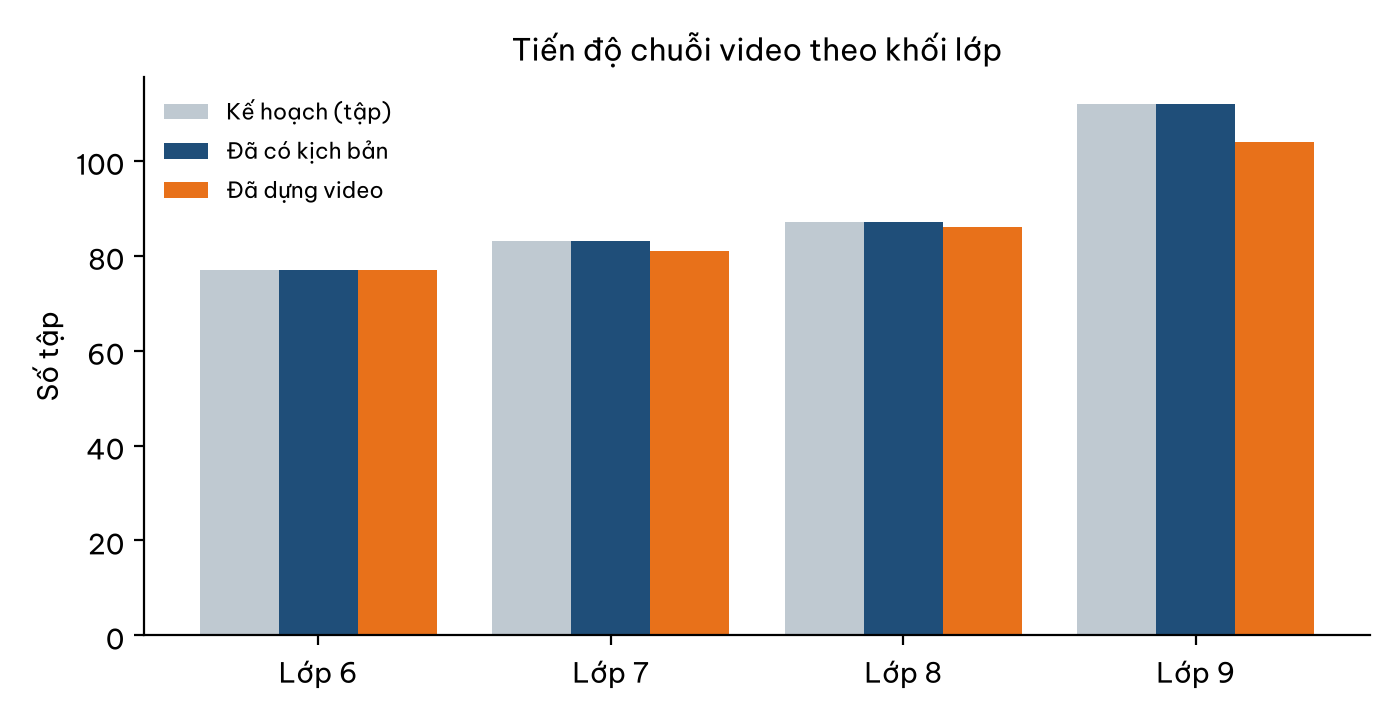 Tiến độ chuỗi video theo khối lớp
Kế hoạch (tập)
Đã có kịch bản
Đã dựng video
Số tập
100
80
60
40
20
0
Lớp 6
Lớp 7
Lớp 8
Lớp 9